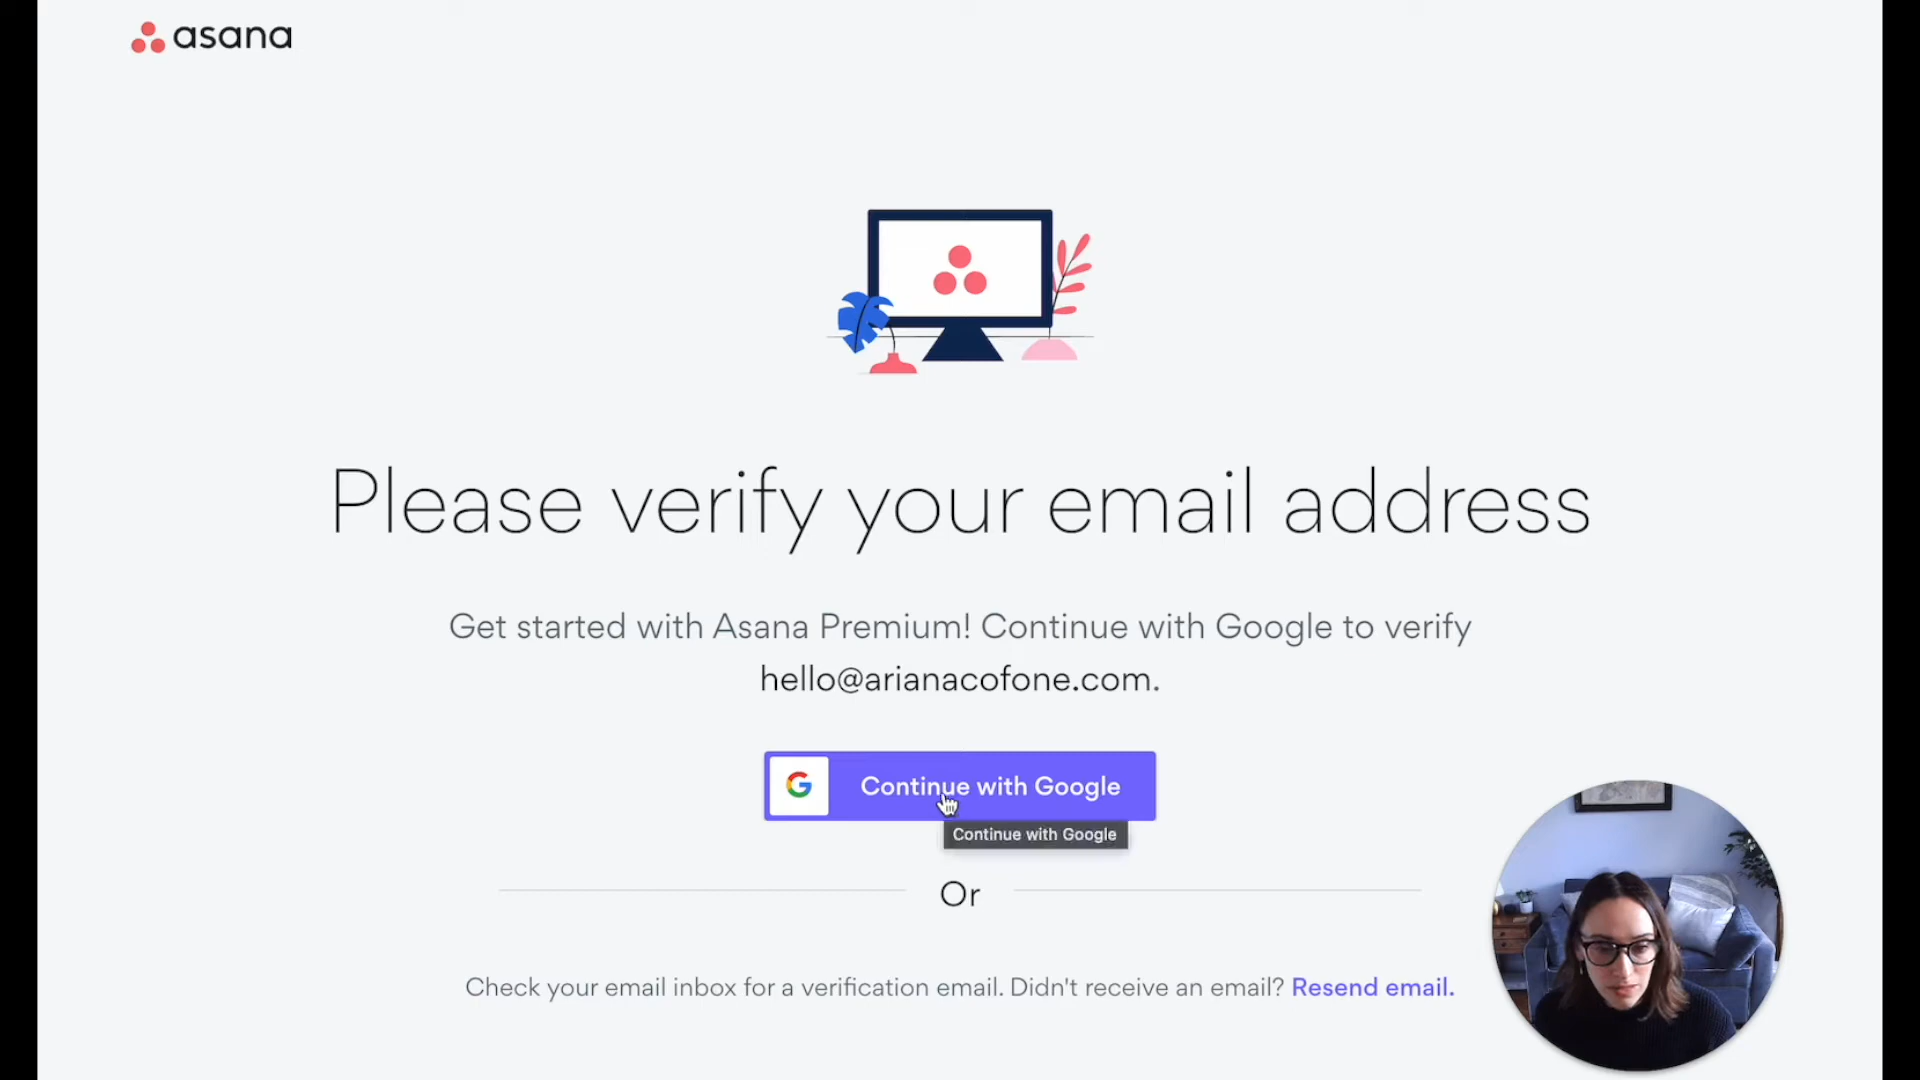 asana
Please verify your email address
Get started with Asana Premium! Continue with Google to verify
hello@arianacofone.com.
Continue with Google
Continue with Google
Or
Check your email inbox for a verification email. Didn't receive an email? Resend email.